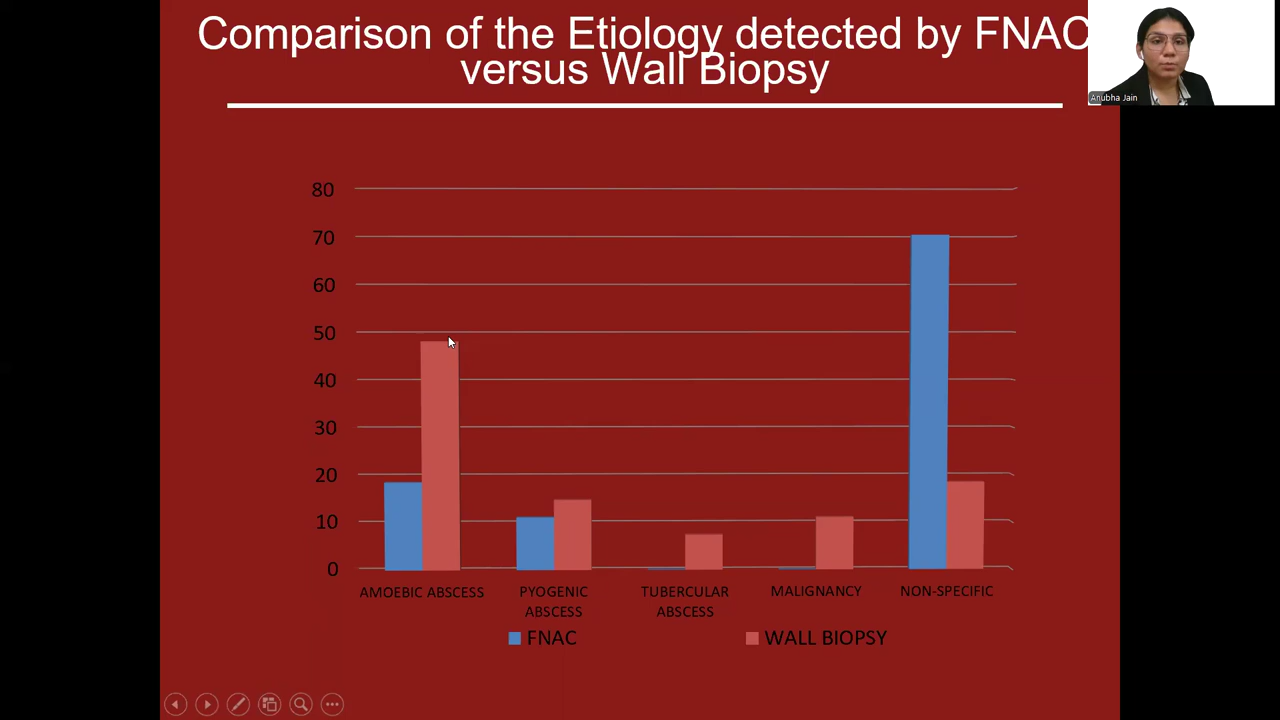 Comparison of the Etiology detected by FNAC
versus Wall Biopsy
Anubha Jain
80
70
60
50
40
30
20
10
0
AMOEBIC ABSCESS
PYOGENIC
ABSCESS
TUBERCULAR
ABSCESS
MALIGNANCY
NON-SPECIFIC
FNAC
WALL BIOPSY